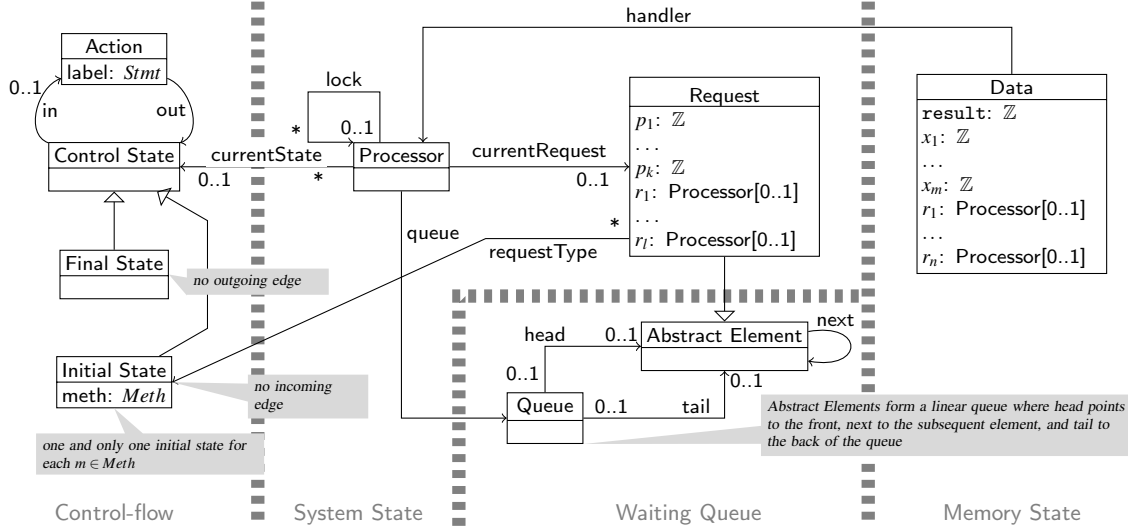 handler
Action
label: Stmt
0..1
in
out
lock
*
0..1
Request
p1: ℤ
...
pk: ℤ
r1: Processor[0..1]
...
rl: Processor[0..1]
Data
result: ℤ
x1: ℤ
...
xm: ℤ
r1: Processor[0..1]
...
rn: Processor[0..1]
Control State
currentState
0..1
*
Processor
currentRequest
0..1
queue
*
requestType
Final State
no outgoing edge
Initial State
meth: Meth
no incoming
edge
one and only one initial state for
each m ∈ Meth
head
0..1
0..1
Abstract Element
next
Queue
0..1
tail
0..1
Abstract Elements form a linear queue where head points
to the front, next to the subsequent element, and tail to
the back of the queue
Control-flow
System State
Waiting Queue
Memory State